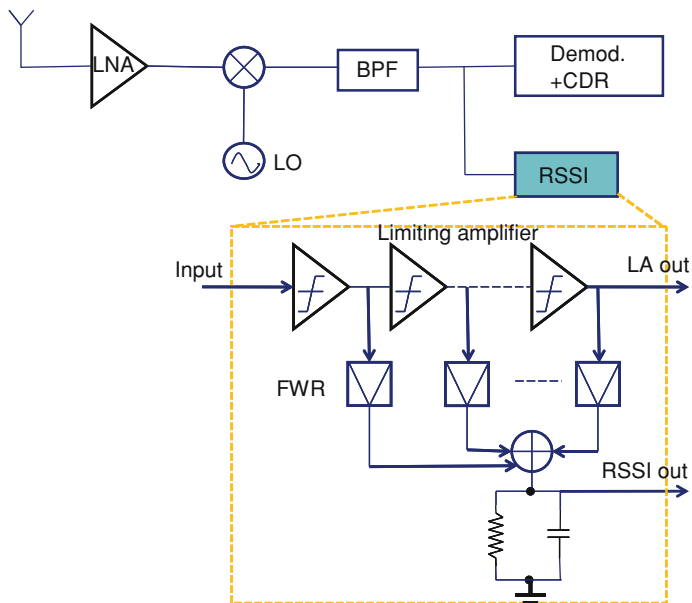 LNA
BPF
Demod.
+CDR
LO
RSSI
Limiting amplifier
Input
LA out
FWR
RSSI out